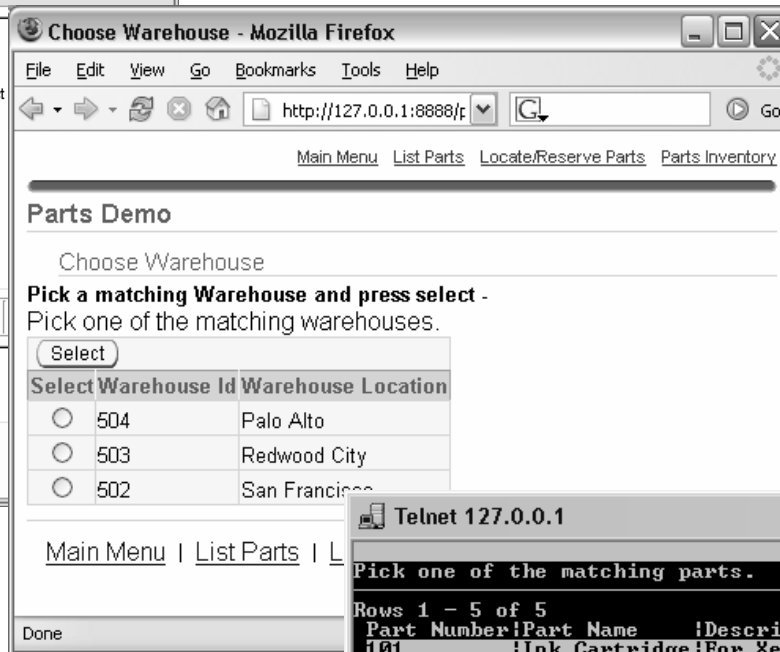 Choose Warehouse - Mozilla Firefox
File Edit View Go Bookmarks Tools Help
http://127.0.0.1:8888/p G Go
Main Menu List Parts Locate/Reserve Parts Parts Inventory
Parts Demo
Choose Warehouse
Pick a matching Warehouse and press select -
Pick one of the matching warehouses.
Select
Select Warehouse Id Warehouse Location
504 Palo Alto
503 Redwood City
502 San Francisco
Main Menu | List Parts | L
Done
Telnet 127.0.0.1
Pick one of the matching parts.
Rows 1 - 5 of 5
Part Number|Part Name |Descri
101 |Ink Cartridge|For Xe